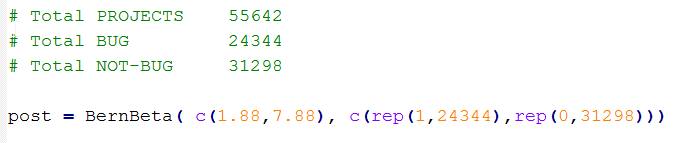 # Total PROJECTS    55642
# Total BUG         24344
# Total NOT-BUG     31298
post = BernBeta( c(1.88,7.88), c(rep(1,24344),rep(0,31298)))